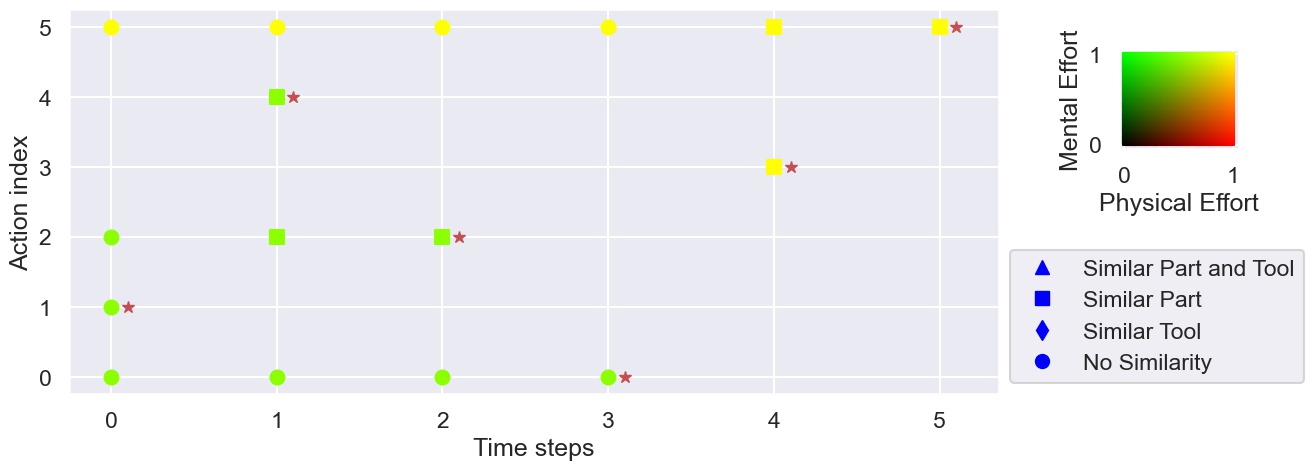 5
4
3
2
1
0
Action index
0 1 2 3 4 5
Time steps
Mental Effort
1
0
0 1
Physical Effort
Similar Part and Tool
Similar Part
Similar Tool
No Similarity